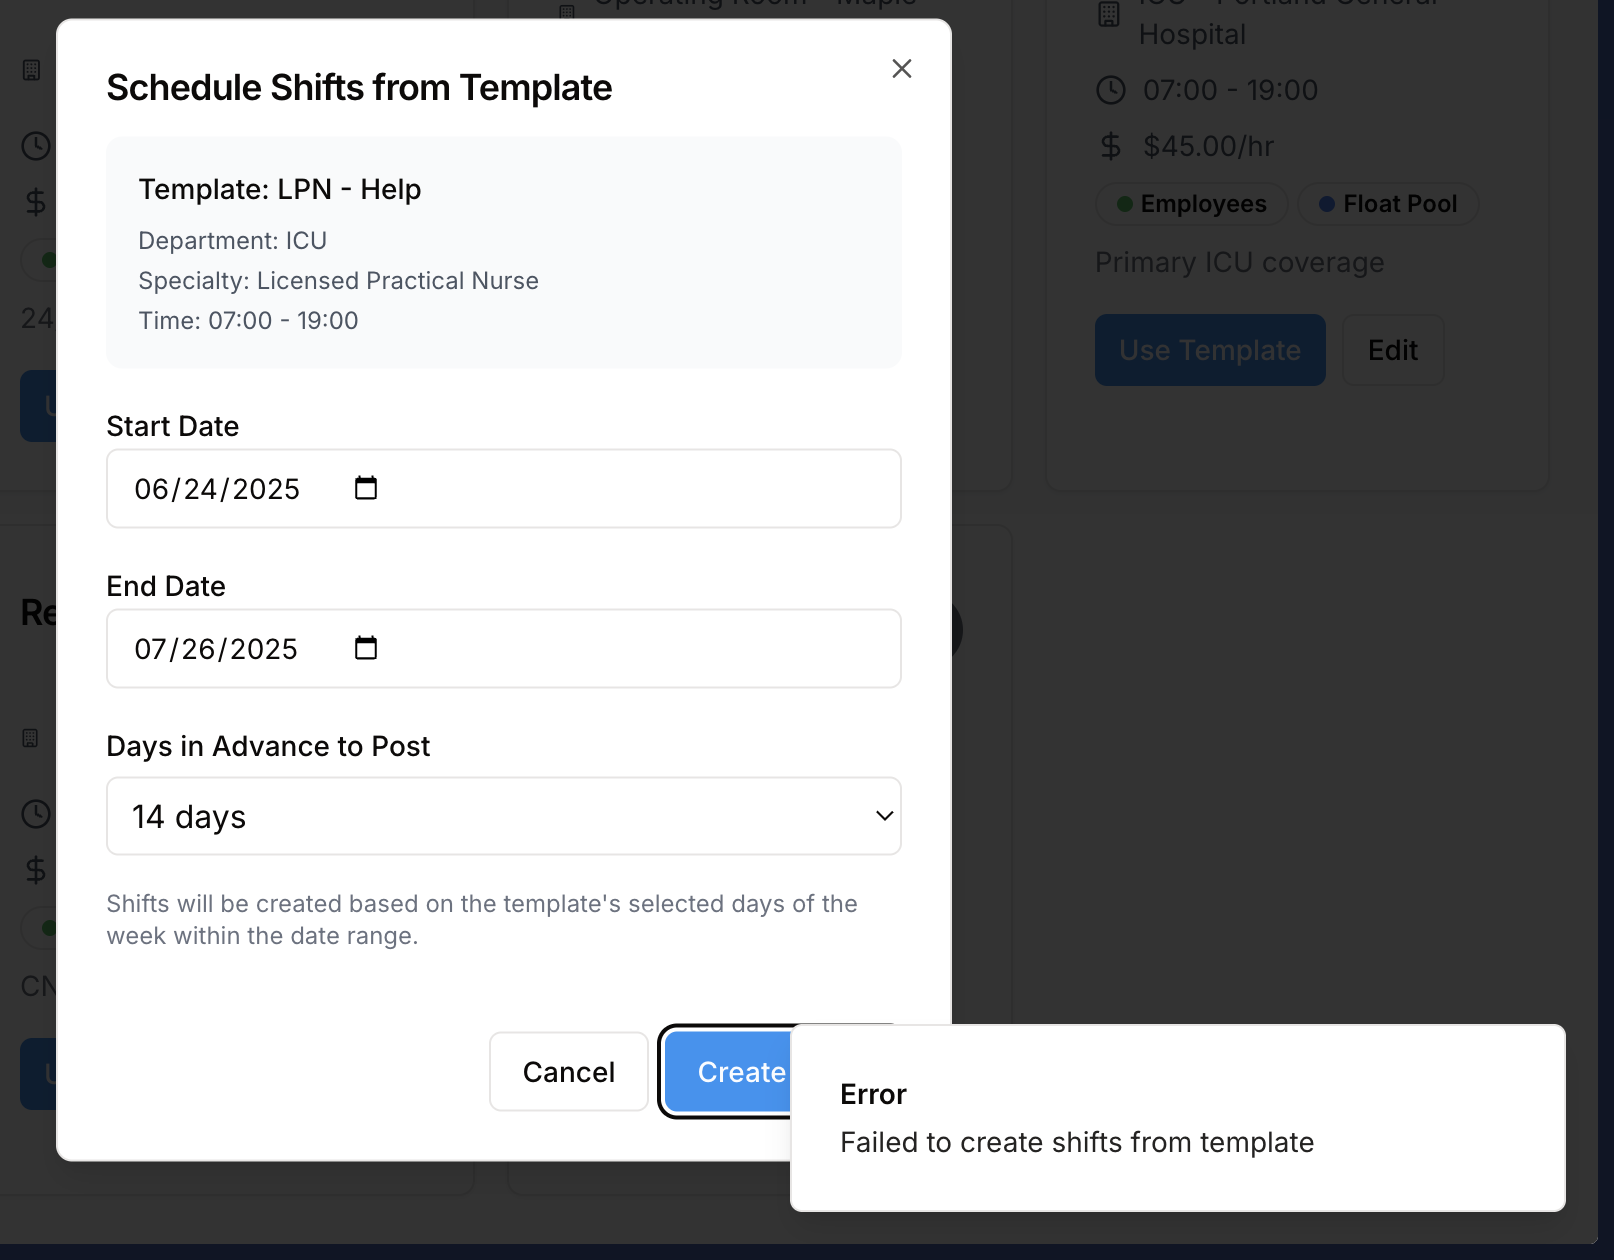 Schedule Shifts from Template
Template: LPN - Help
Department: ICU
Specialty: Licensed Practical Nurse
Time: 07:00 - 19:00
Start Date
06/24/2025
End Date
07/26/2025
Days in Advance to Post
14 days
Shifts will be created based on the template's selected days of the
week within the date range.
Cancel
Create
Error
Failed to create shifts from template
Operating Room - Maple
ICU - Portland General
Hospital
07:00 - 19:00
$45.00/hr
Employees
Float Pool
Primary ICU coverage
Use Template
Edit
24
U
Re
CN
U